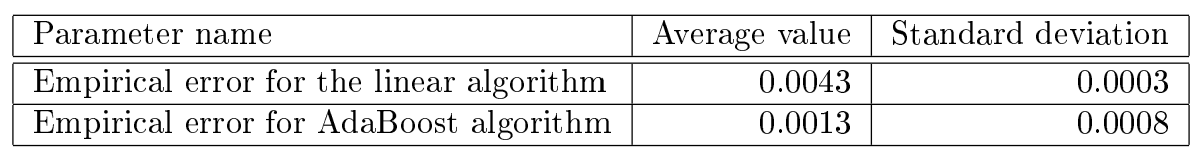 Parameter name Average value Standard deviation
Empirical error for the linear algorithm 0.0043 0.0003
Empirical error for AdaBoost algorithm 0.0013 0.0008